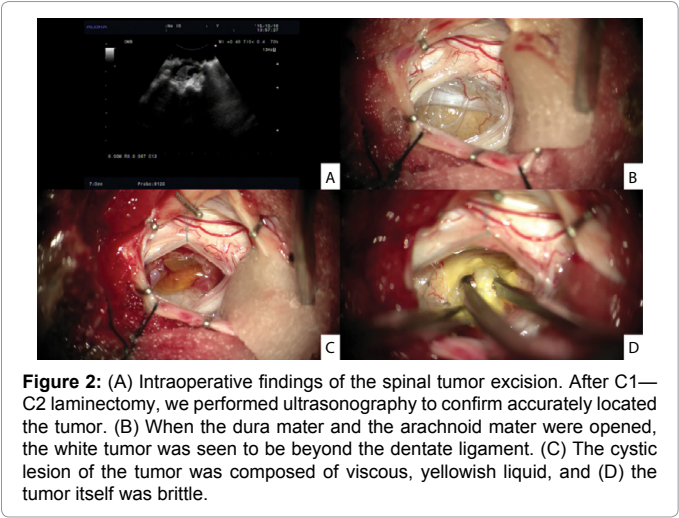 A
B
C
D
Figure 2: (A) Intraoperative findings of the spinal tumor excision. After C1—
C2 laminectomy, we performed ultrasonography to confirm accurately located
the tumor. (B) When the dura mater and the arachnoid mater were opened,
the white tumor was seen to be beyond the dentate ligament. (C) The cystic
lesion of the tumor was composed of viscous, yellowish liquid, and (D) the
tumor itself was brittle.